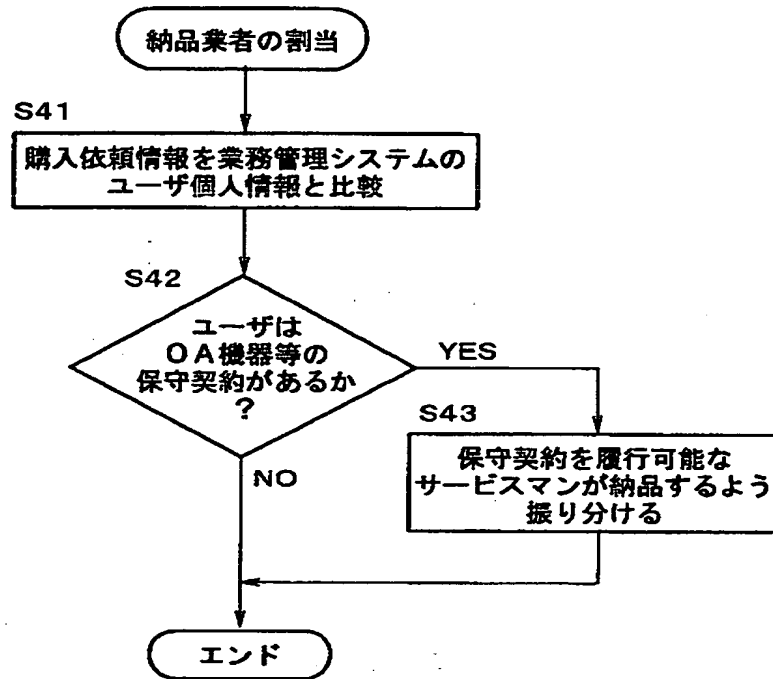 納品業者の割当
S41
購入依頼情報を業務管理システムの
ユーザ個人情報と比較
S42
ユーザは
OA機器等の
保守契約があるか
?
YES
S43
保守契約を履行可能な
サービスマンが納品するよう
振り分ける
NO
エンド